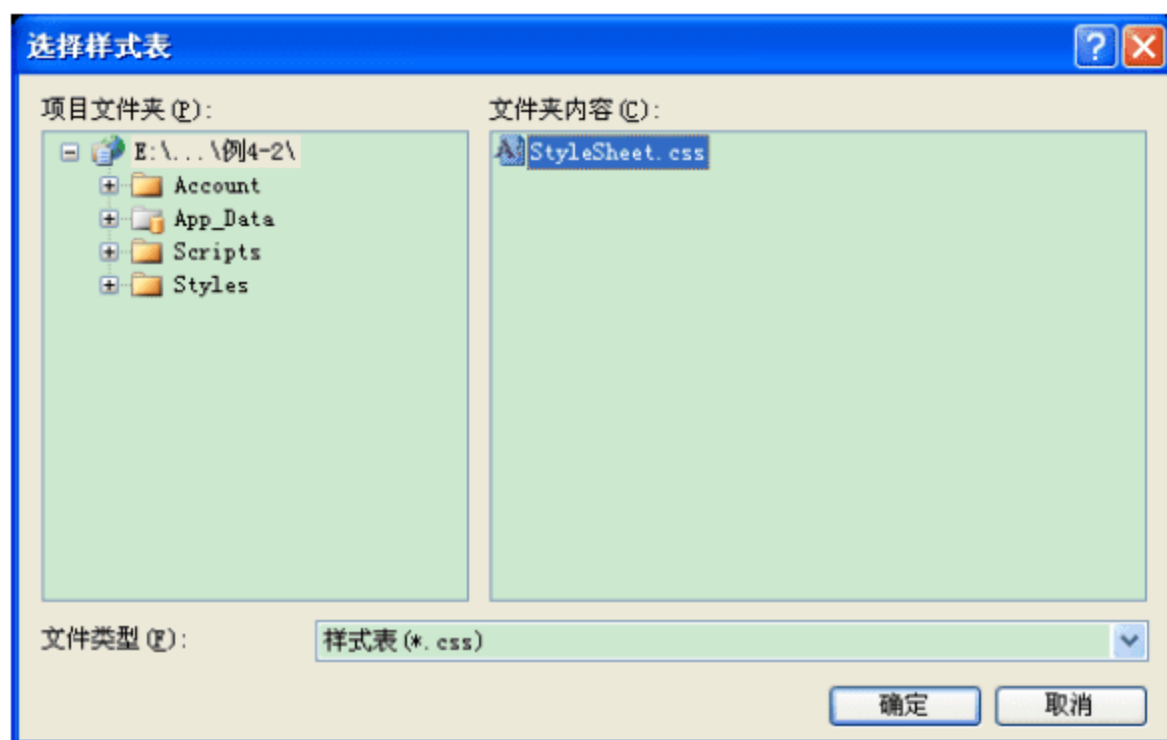 选择样式表
项目文件夹(P):
文件夹内容(C):
E:\...\例4-2\
Account
App_Data
Scripts
Styles
StyleSheet.css
文件类型(F):
样式表(*.css)
确定
取消